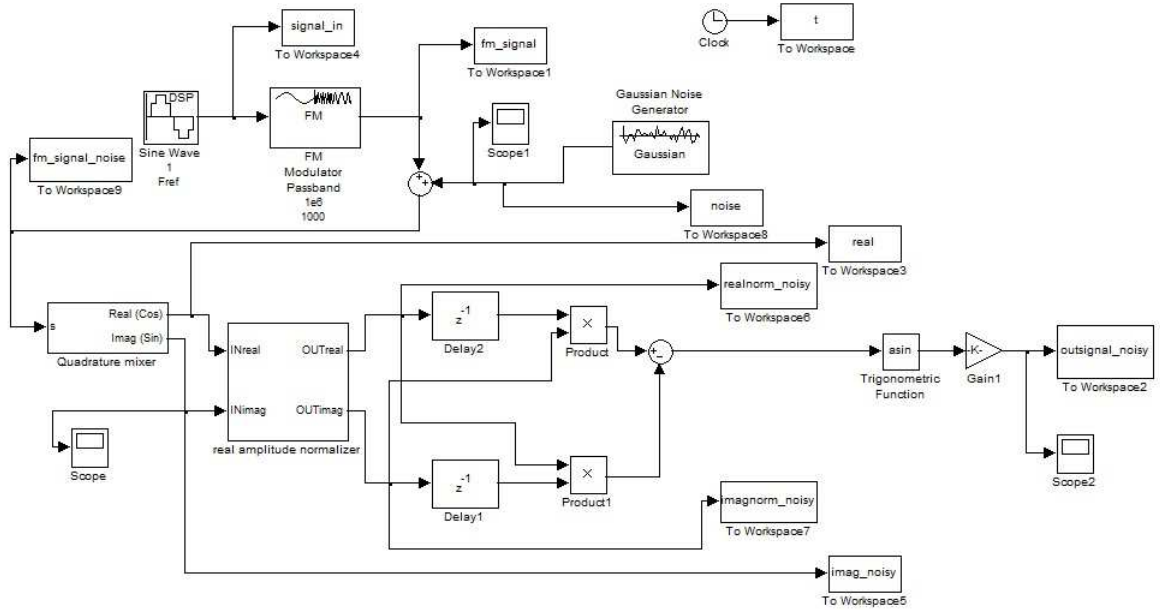 signal_in
To Workspace4
fm_signal
To Workspace1
Clock
t
To Workspace
DSP
Sine Wave
1
Fref
FM
FM
Modulator
Passband
1e6
1000
Scope1
Gaussian Noise
Generator
Gaussian
fm_signal_noise
To Workspace9
+
+
noise
To Workspace8
real
To Workspace3
s
Real (Cos)
Imag (Sin)
Quadrature mixer
INreal
OUTreal
INimag
OUTimag
real amplitude normalizer
Scope
z-1
Delay2
×
Product
realnorm_noisy
To Workspace6
+
−
asin
Trigonometric
Function
-K-
Gain1
outsignal_noisy
To Workspace2
Scope2
z-1
Delay1
×
Product1
imagnorm_noisy
To Workspace7
imag_noisy
To Workspace5